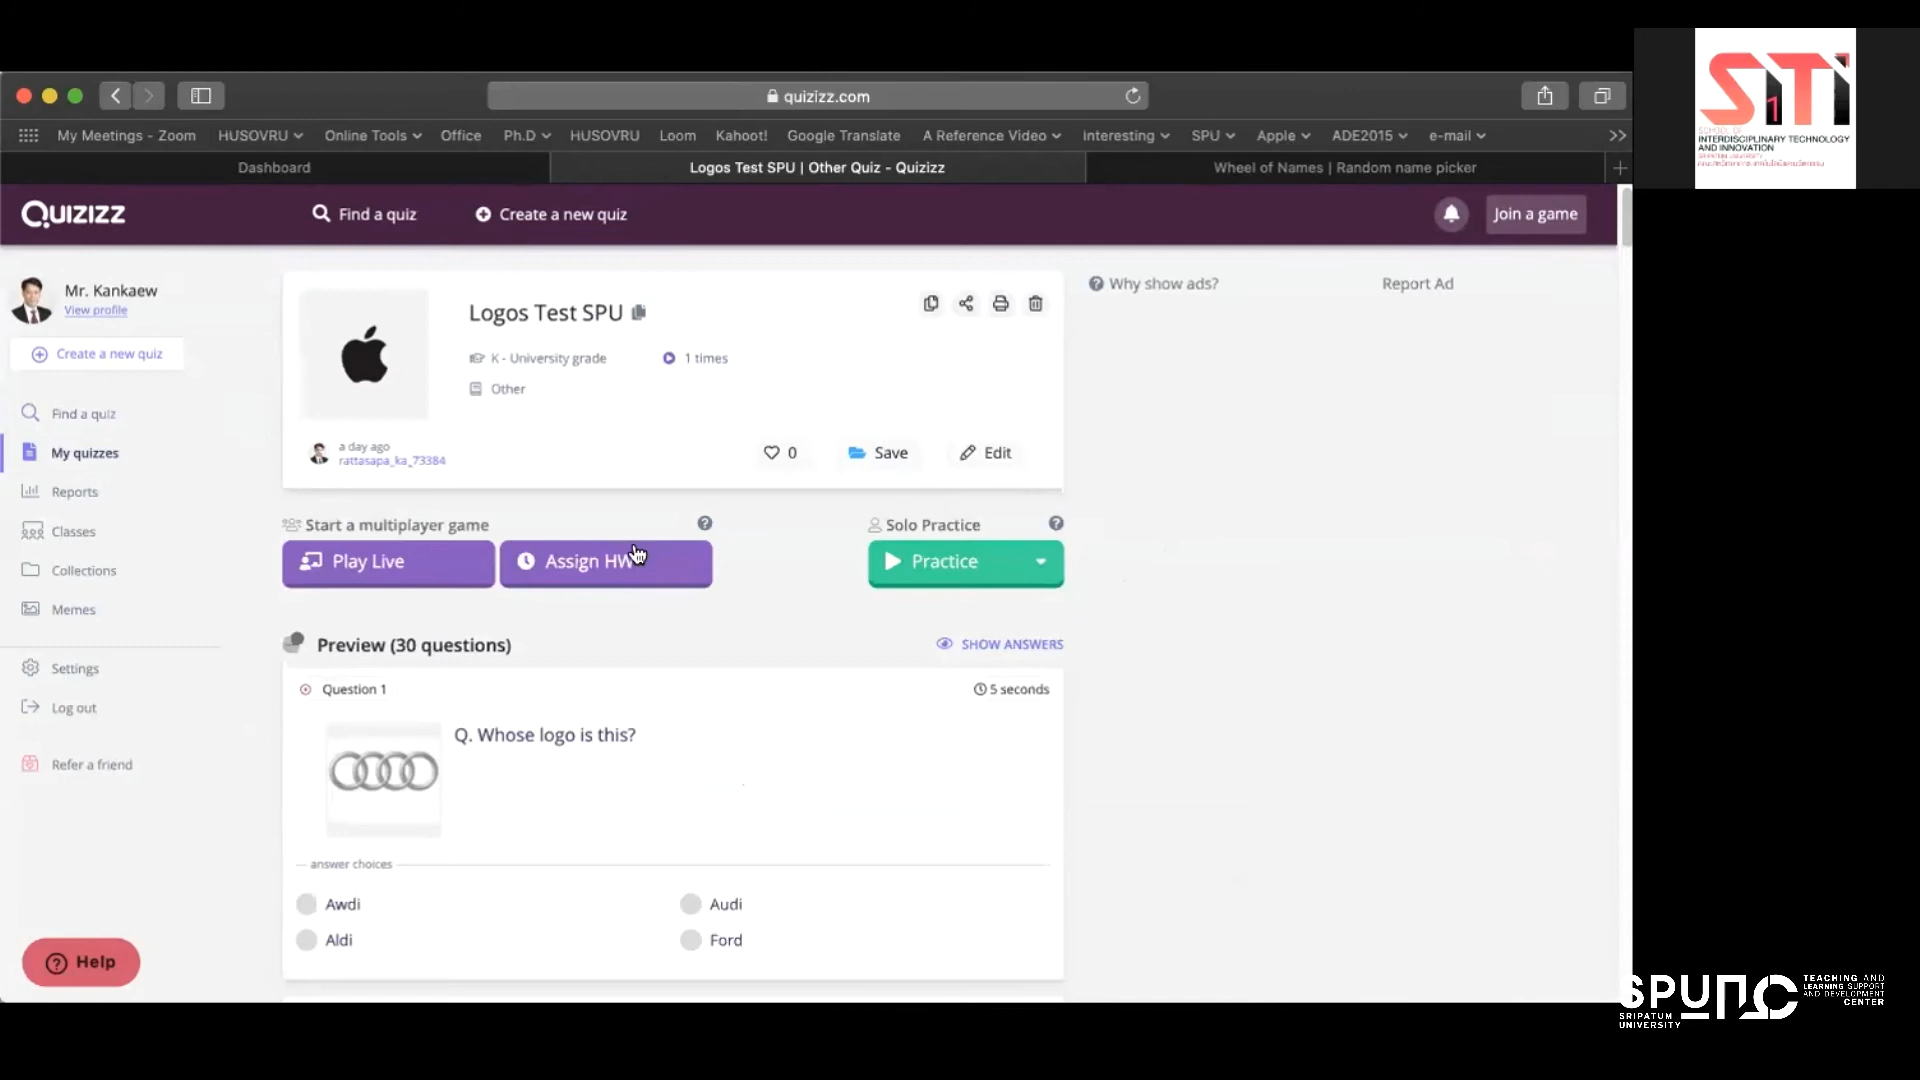 quizizz.com
My Meetings - Zoom HUSOVRU Online Tools Office Ph.D HUSOVRU Loom Kahoot! Google Translate A Reference Video Interesting SPU Apple ADE2015 e-mail
Dashboard Logos Test SPU | Other Quiz - Quizizz Wheel of Names | Random name picker
QUIZIZZ Find a quiz Create a new quiz Join a game
Mr. Kankaew
View profile
Create a new quiz
Find a quiz
My quizzes
Reports
Classes
Collections
Memes
Settings
Log out
Refer a friend
Help
Logos Test SPU
K - University grade 1 times
Other
a day ago
rattasapa_ka_73384
0 Save Edit
Why show ads? Report Ad
Start a multiplayer game Solo Practice
Play Live Assign HW Practice
Preview (30 questions) SHOW ANSWERS
Question 1 5 seconds
Q. Whose logo is this?
answer choices
Awdi Audi
Aldi Ford
STI
1
SCHOOL OF
INTERDISCIPLINARY TECHNOLOGY
AND INNOVATION
SRIPATUM UNIVERSITY
SPU
SRIPATUM
UNIVERSITY
TEACHING AND
LEARNING SUPPORT
AND DEVELOPMENT
CENTER